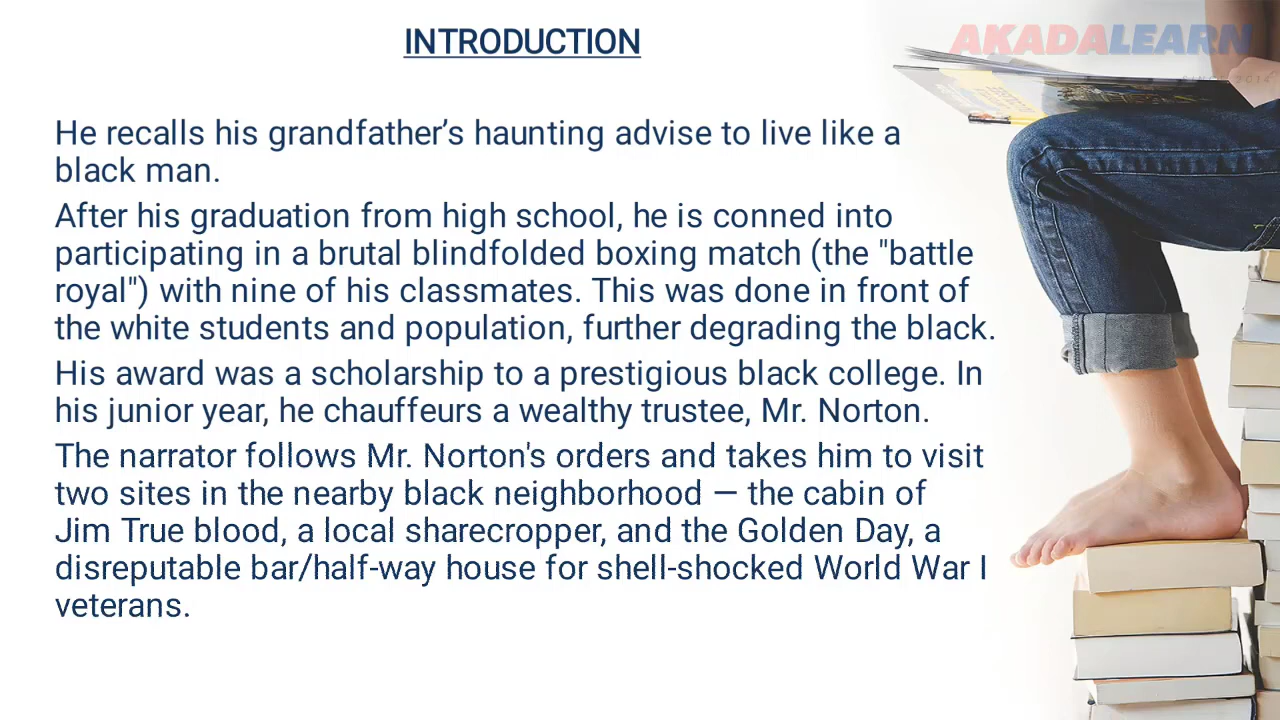 INTRODUCTION
AKADALEARN
SINCE 2014
He recalls his grandfather's haunting advise to live like a
black man.
After his graduation from high school, he is conned into
participating in a brutal blindfolded boxing match (the "battle
royal") with nine of his classmates. This was done in front of
the white students and population, further degrading the black.
His award was a scholarship to a prestigious black college. In
his junior year, he chauffeurs a wealthy trustee, Mr. Norton.
The narrator follows Mr. Norton's orders and takes him to visit
two sites in the nearby black neighborhood — the cabin of
Jim True blood, a local sharecropper, and the Golden Day, a
disreputable bar/half-way house for shell-shocked World War I
veterans.